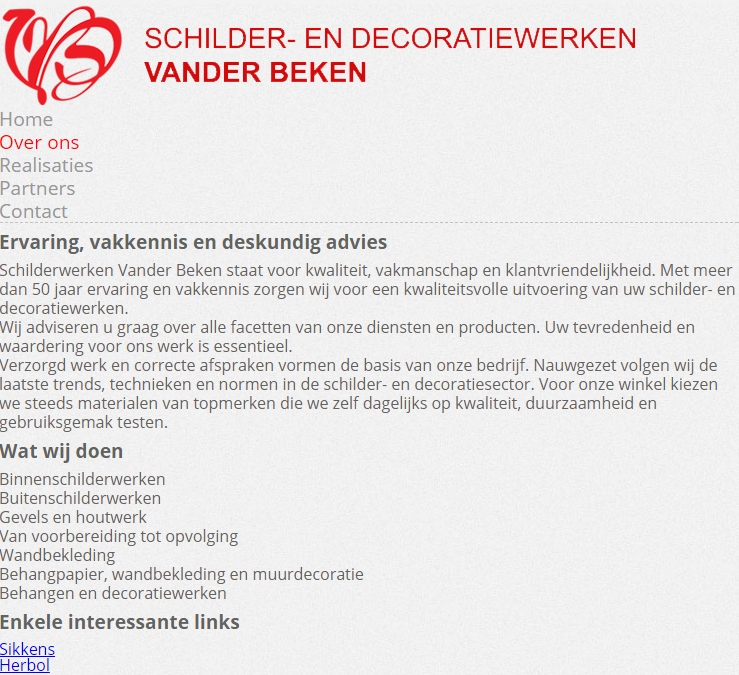 SCHILDER- EN DECORATIEWERKEN
VANDER BEKEN
Home
Over ons
Realisaties
Partners
Contact
Ervaring, vakkennis en deskundig advies
Schilderwerken Vander Beken staat voor kwaliteit, vakmanschap en klantvriendelijkheid. Met meer
dan 50 jaar ervaring en vakkennis zorgen wij voor een kwaliteitsvolle uitvoering van uw schilder- en
decoratiewerken.
Wij adviseren u graag over alle facetten van onze diensten en producten. Uw tevredenheid en
waardering voor ons werk is essentieel.
Verzorgd werk en correcte afspraken vormen de basis van onze bedrijf. Nauwgezet volgen wij de
laatste trends, technieken en normen in de schilder- en decoratiesector. Voor onze winkel kiezen
we steeds materialen van topmerken die we zelf dagelijks op kwaliteit, duurzaamheid en
gebruiksgemak testen.
Wat wij doen
Binnenschilderwerken
Buitenschilderwerken
Gevels en houtwerk
Van voorbereiding tot opvolging
Wandbekleding
Behangpapier, wandbekleding en muurdecoratie
Behangen en decoratiewerken
Enkele interessante links
Sikkens
Herbol